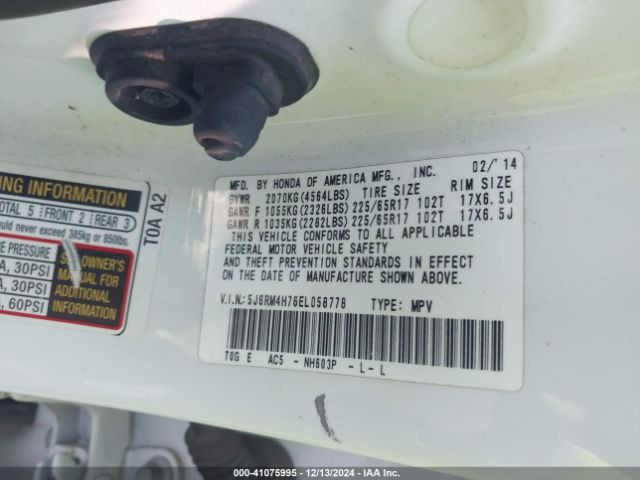 MFD. BY HONDA OF AMERICA MFG., INC. 02/'14
GVWR 2070KG(4564LBS) TIRE SIZE RIM SIZE
GAWR F 1055KG(2326LBS)225/65R17 102T 17X6.5J
GAWR R 1035KG(2282LBS)225/65R17 102T 17X6.5J
THIS VEHICLE CONFORMS TO ALL APPLICABLE
FEDERAL MOTOR VEHICLE SAFETY
AND THEFT PREVENTION STANDARDS IN EFFECT
ON THE DATE OF MANUFACTURE SHOWN ABOVE.
V.I.N.:5J6RM4H76EL058778 TYPE: MPV
TOG E AC5 - NH603P - L- L
ING INFORMATION
TOTAL 5 FRONT 2 REAR 3
ould never exceed 385kg or 850lbs.
E PRESSURE
A, 30PSI
A, 30PSI
A, 60PSI
OWNER'S
MANUAL FOR
ADDITIONAL
INFORMATION
T0A A2
000-41075995 - 12/13/2024 - IAA Inc.